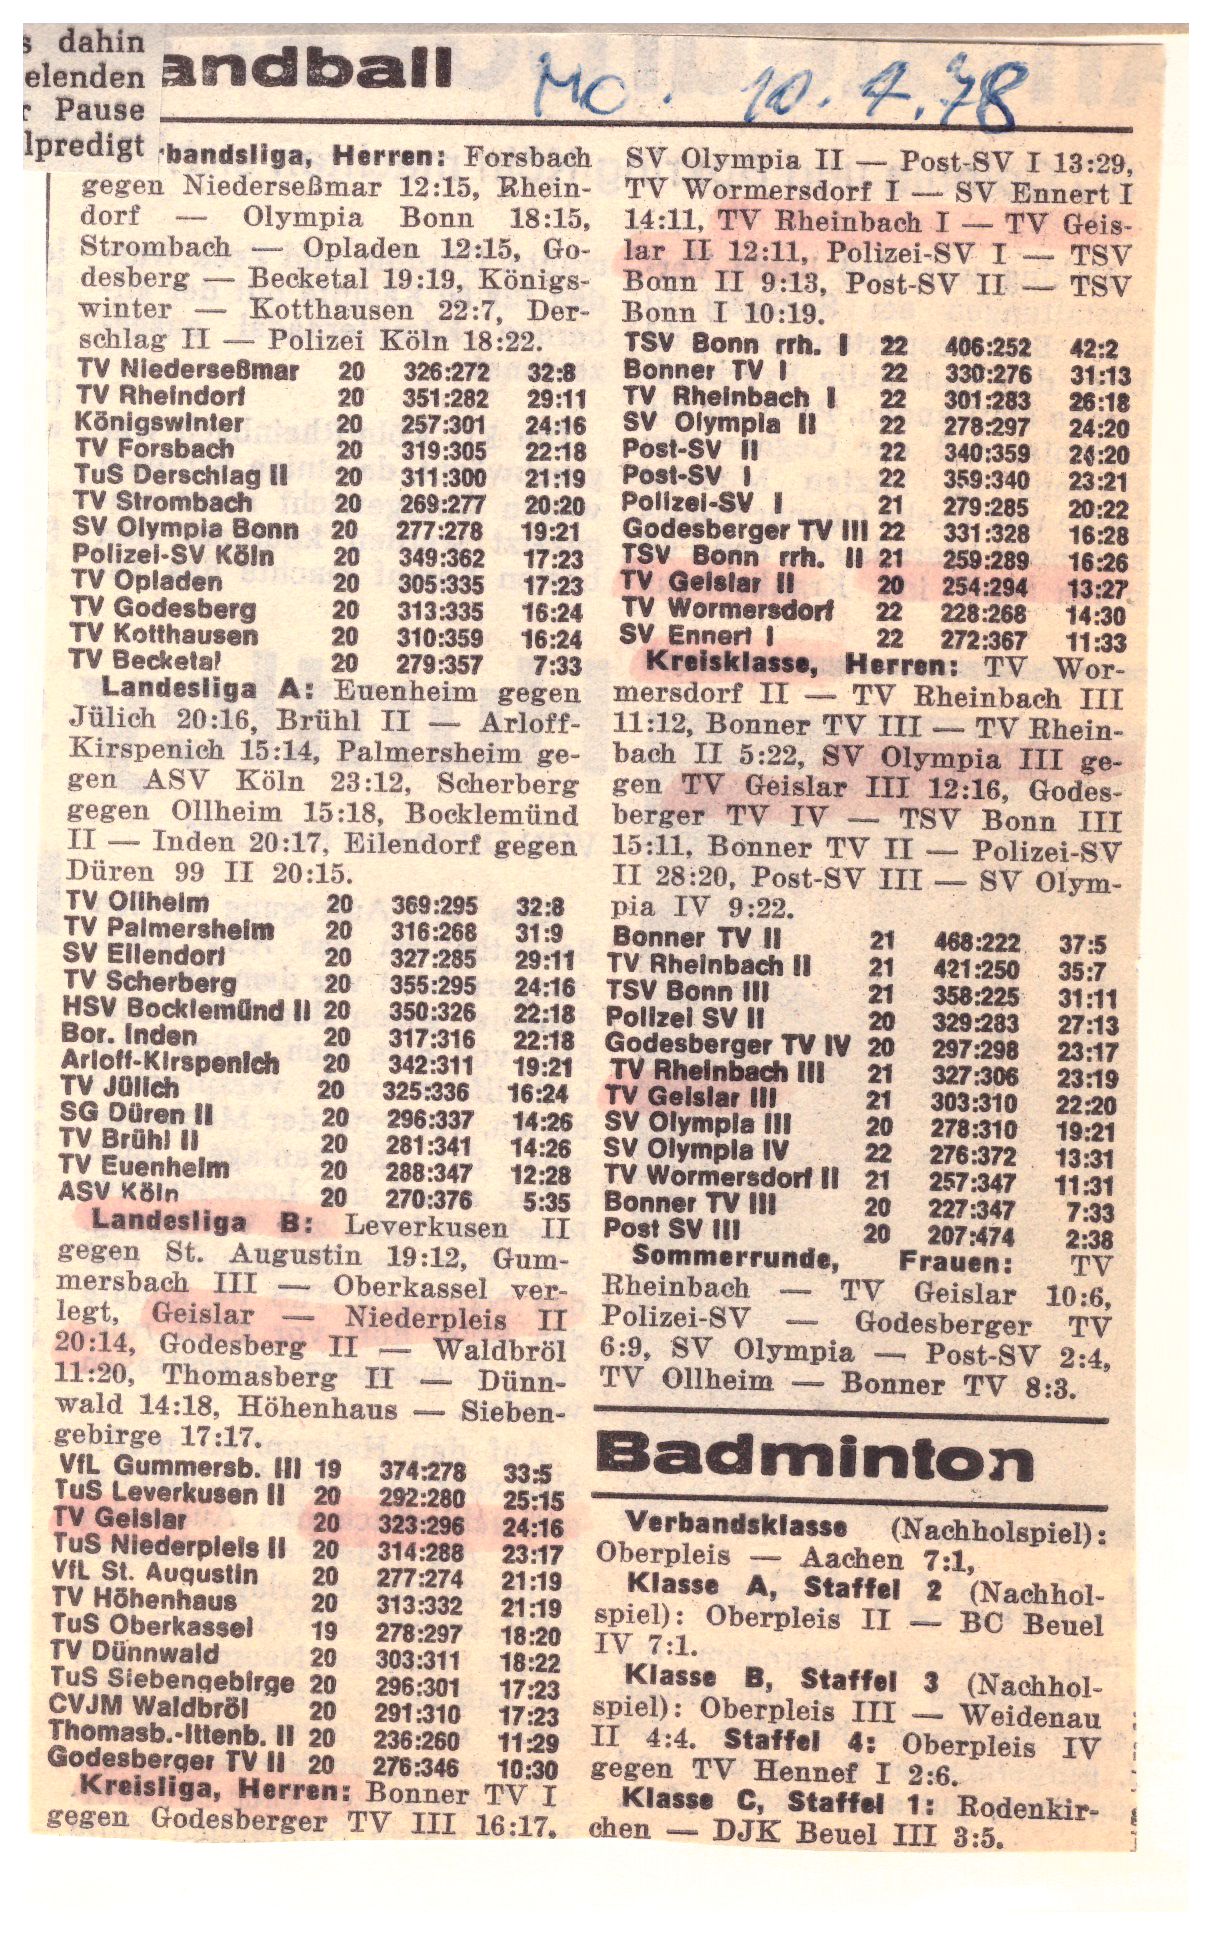 s dahin
elenden
r Pause
lpredigt
andball
MO. 10.4.78
rbandsliga, Herren: Forsbach
gegen Niederseßmar 12:15, Rhein-
dorf — Olympia Bonn 18:15,
Strombach — Opladen 12:15, Go-
desberg — Becketal 19:19, Königs-
winter — Kotthausen 22:7, Der-
schlag II — Polizei Köln 18:22.
TV Niederseßmar 20 326:272 32:8
TV Rheindorf 20 351:282 29:11
Königswinter 20 257:301 24:16
TV Forsbach 20 319:305 22:18
TuS Derschlag II 20 311:300 21:19
TV Strombach 20 269:277 20:20
SV Olympia Bonn 20 277:278 19:21
Polizei-SV Köln 20 349:362 17:23
TV Opladen 20 305:335 17:23
TV Godesberg 20 313:335 16:24
TV Kotthausen 20 310:359 16:24
TV Becketal 20 279:357 7:33
Landesliga A: Euenheim gegen
Jülich 20:16, Brühl II — Arloff-
Kirspenich 15:14, Palmersheim ge-
gen ASV Köln 23:12, Scherberg
gegen Ollheim 15:18, Bocklemünd
II — Inden 20:17, Eilendorf gegen
Düren 99 II 20:15.
TV Ollheim 20 369:295 32:8
TV Palmersheim 20 316:268 31:9
SV Eilendorf 20 327:285 29:11
TV Scherberg 20 355:295 24:16
HSV Bocklemünd II 20 350:326 22:18
Bor. Inden 20 317:316 22:18
Arloff-Kirspenich 20 342:311 19:21
TV Jülich 20 325:336 16:24
SG Düren II 20 296:337 14:26
TV Brühl II 20 281:341 14:26
TV Euenheim 20 288:347 12:28
ASV Köln 20 270:376 5:35
Landesliga B: Leverkusen II
gegen St. Augustin 19:12, Gum-
mersbach III — Oberkassel ver-
legt, Geislar — Niederpleis II
20:14, Godesberg II — Waldbröl
11:20, Thomasberg II — Dünn-
wald 14:18, Höhenhaus — Sieben-
gebirge 17:17.
VfL Gummersb. III 19 374:278 33:5
TuS Leverkusen II 20 292:280 25:15
TV Geislar 20 323:296 24:16
TuS Niederpleis II 20 314:288 23:17
VfL St. Augustin 20 277:274 21:19
TV Höhenhaus 20 313:332 21:19
TuS Oberkassel 19 278:297 18:20
TV Dünnwald 20 303:311 18:22
TuS Siebengebirge 20 296:301 17:23
CVJM Waldbröl 20 291:310 17:23
Thomasb.-Ittenb. II 20 236:260 11:29
Godesberger TV II 20 276:346 10:30
Kreisliga, Herren: Bonner TV I
gegen Godesberger TV III 16:17.
SV Olympia II — Post-SV I 13:29,
TV Wormersdorf I — SV Ennert I
14:11, TV Rheinbach I — TV Geis-
lar II 12:11, Polizei-SV I — TSV
Bonn II 9:13, Post-SV II — TSV
Bonn I 10:19.
TSV Bonn rrh. I 22 406:252 42:2
Bonner TV I 22 330:276 31:13
TV Rheinbach I 22 301:283 26:18
SV Olympia II 22 278:297 24:20
Post-SV II 22 340:359 24:20
Post-SV I 22 359:340 23:21
Polizei-SV I 21 279:285 20:22
Godesberger TV III 22 331:328 16:28
TSV Bonn rrh. II 21 259:289 16:26
TV Geislar II 20 254:294 13:27
TV Wormersdorf 22 228:268 14:30
SV Ennert I 22 272:367 11:33
Kreisklasse, Herren: TV Wor-
mersdorf II — TV Rheinbach III
11:12, Bonner TV III — TV Rhein-
bach II 5:22, SV Olympia III ge-
gen TV Geislar III 12:16, Godes-
berger TV IV — TSV Bonn III
15:11, Bonner TV II — Polizei-SV
II 28:20, Post-SV III — SV Olym-
pia IV 9:22.
Bonner TV II 21 468:222 37:5
TV Rheinbach II 21 421:250 35:7
TSV Bonn III 21 358:225 31:11
Polizei SV II 20 329:283 27:13
Godesberger TV IV 20 297:298 23:17
TV Rheinbach III 21 327:306 23:19
TV Geislar III 21 303:310 22:20
SV Olympia III 20 278:310 19:21
SV Olympia IV 22 276:372 13:31
TV Wormersdorf II 21 257:347 11:31
Bonner TV III 20 227:347 7:33
Post SV III 20 207:474 2:38
Sommerrunde, Frauen: TV
Rheinbach — TV Geislar 10:6,
Polizei-SV — Godesberger TV
6:9, SV Olympia — Post-SV 2:4,
TV Ollheim — Bonner TV 8:3.
Badminton
Verbandsklasse (Nachholspiel):
Oberpleis — Aachen 7:1,
Klasse A, Staffel 2 (Nachhol-
spiel): Oberpleis II — BC Beuel
IV 7:1.
Klasse B, Staffel 3 (Nachhol-
spiel): Oberpleis III — Weidenau
II 4:4. Staffel 4: Oberpleis IV
gegen TV Hennef I 2:6.
Klasse C, Staffel 1: Rodenkir-
chen — DJK Beuel III 3:5.